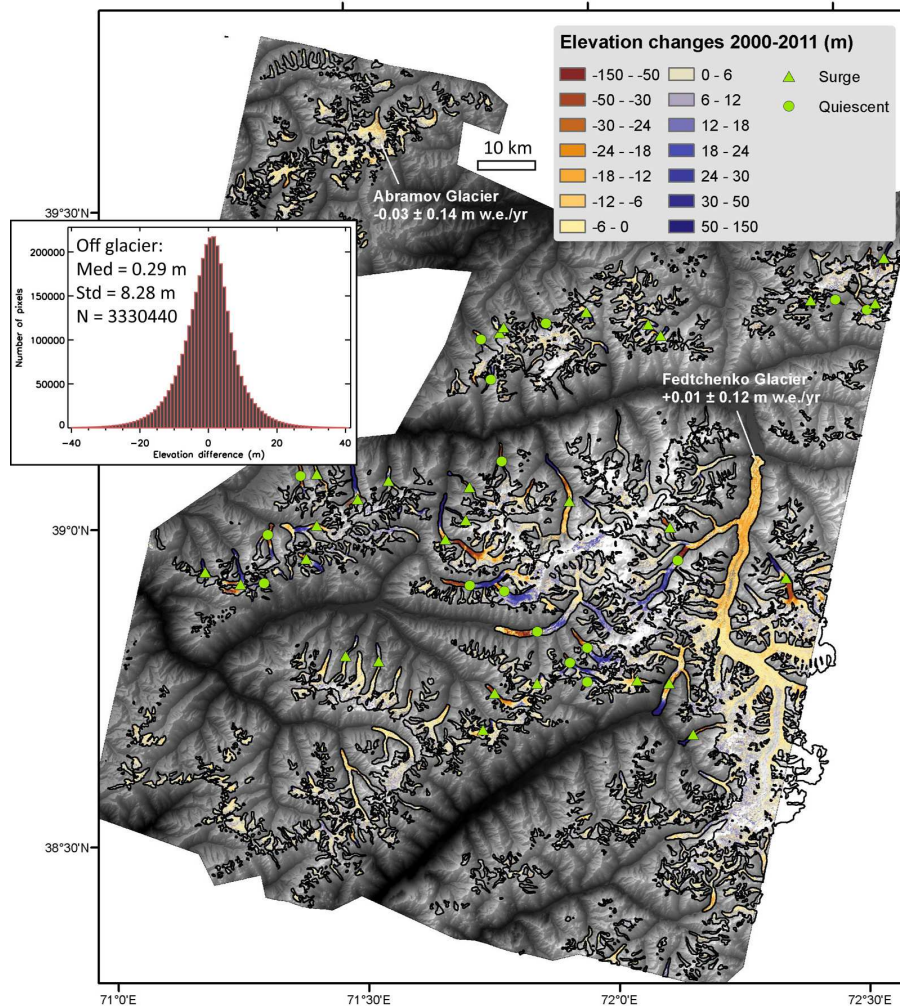 Elevation changes 2000-2011 (m)
-150 - -50
-50 - -30
-30 - -24
-24 - -18
-18 - -12
-12 - -6
-6 - 0
0 - 6
6 - 12
12 - 18
18 - 24
24 - 30
30 - 50
50 - 150
Surge
Quiescent
10 km
Abramov Glacier
-0.03 ± 0.14 m w.e./yr
39°30'N
Off glacier:
Med = 0.29 m
Std = 8.28 m
N = 3330440
Number of pixels
200000
150000
100000
50000
0
-40
-20
0
20
40
Elevation difference (m)
Fedtchenko Glacier
+0.01 ± 0.12 m w.e./yr
39°0'N
38°30'N
71°0'E
71°30'E
72°0'E
72°30'E